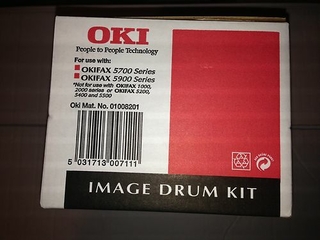 OKI
People to People Technology
For use with:
OKIFAX 5700 Series
OKIFAX 5900 Series
*Not for use with OKIFAX 1000,
2000 series or OKIFAX 5200,
5400 and 5500
Oki Mat. No. 01008201
5 031713 007111
IMAGE DRUM KIT